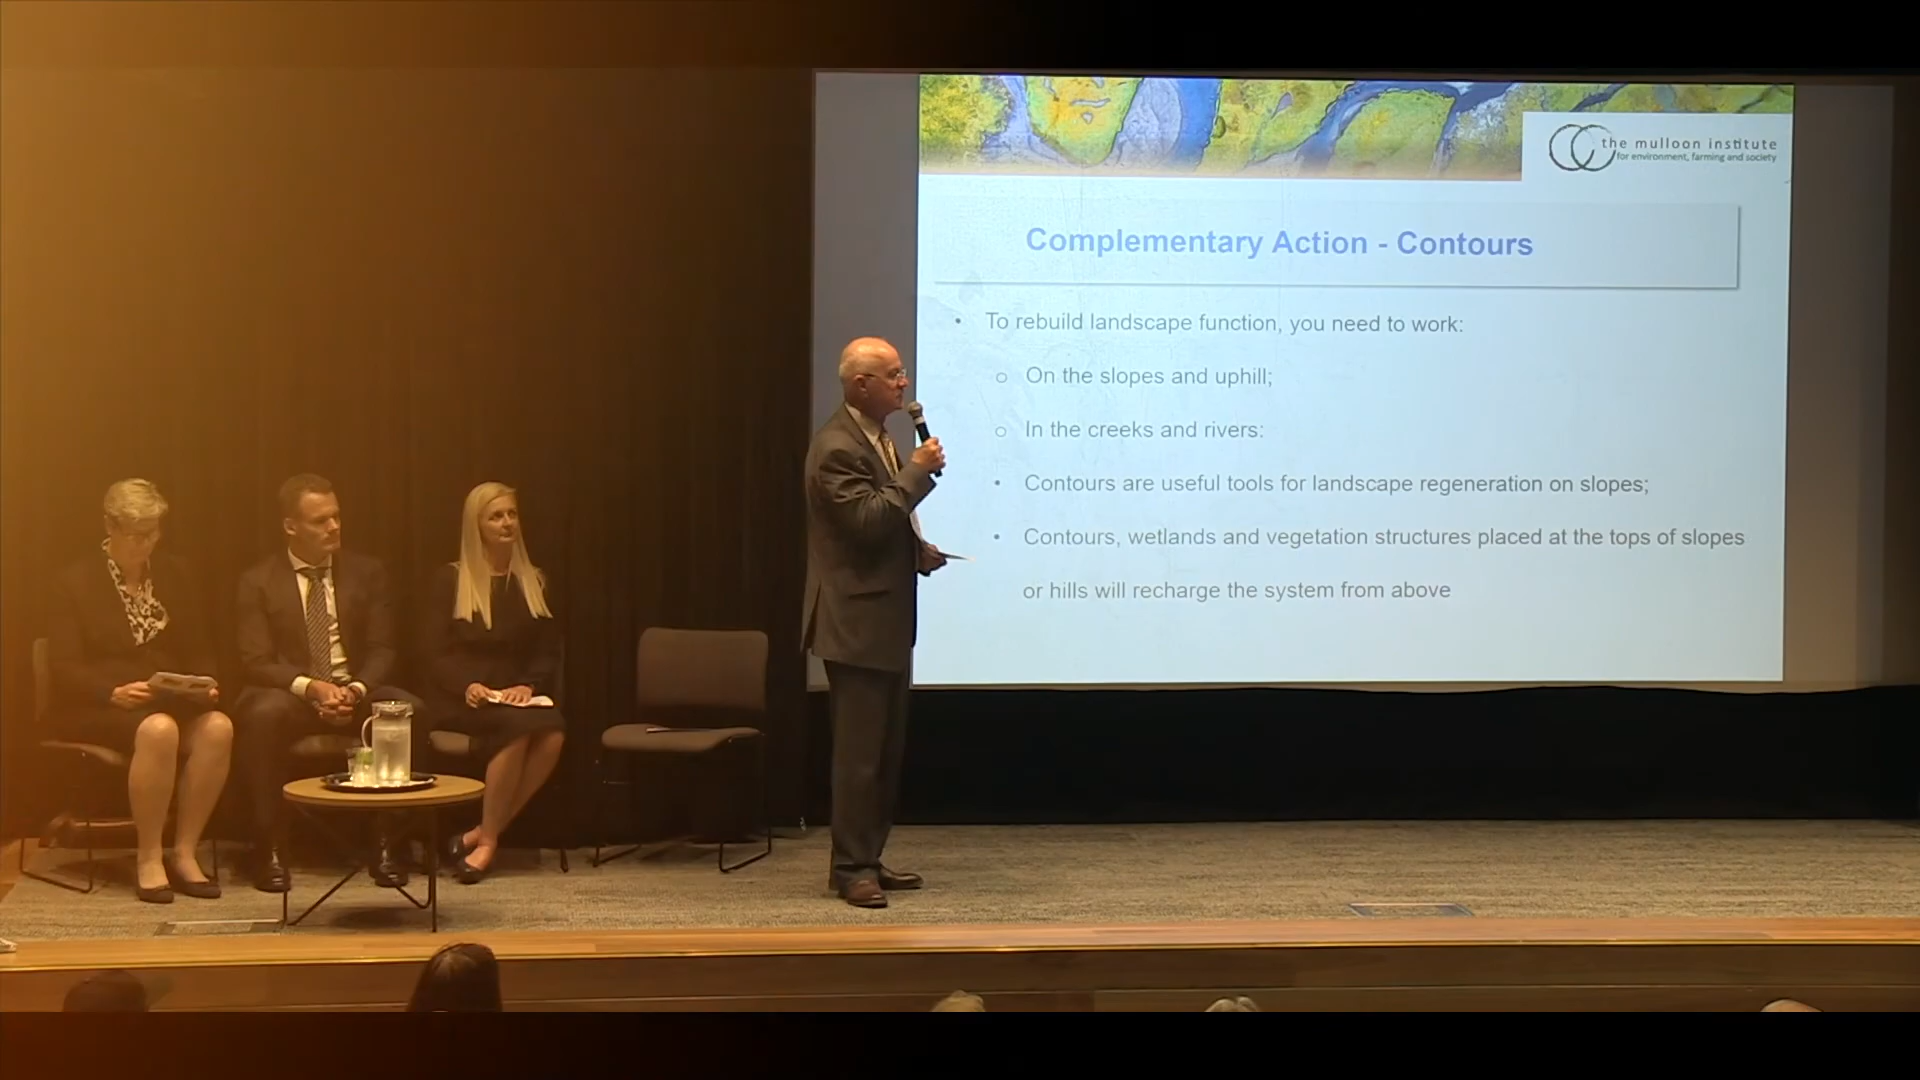 the mulloon institute
for environment, farming and society
Complementary Action - Contours
• To rebuild landscape function, you need to work:
o On the slopes and uphill;
o In the creeks and rivers:
• Contours are useful tools for landscape regeneration on slopes;
• Contours, wetlands and vegetation structures placed at the tops of slopes
or hills will recharge the system from above